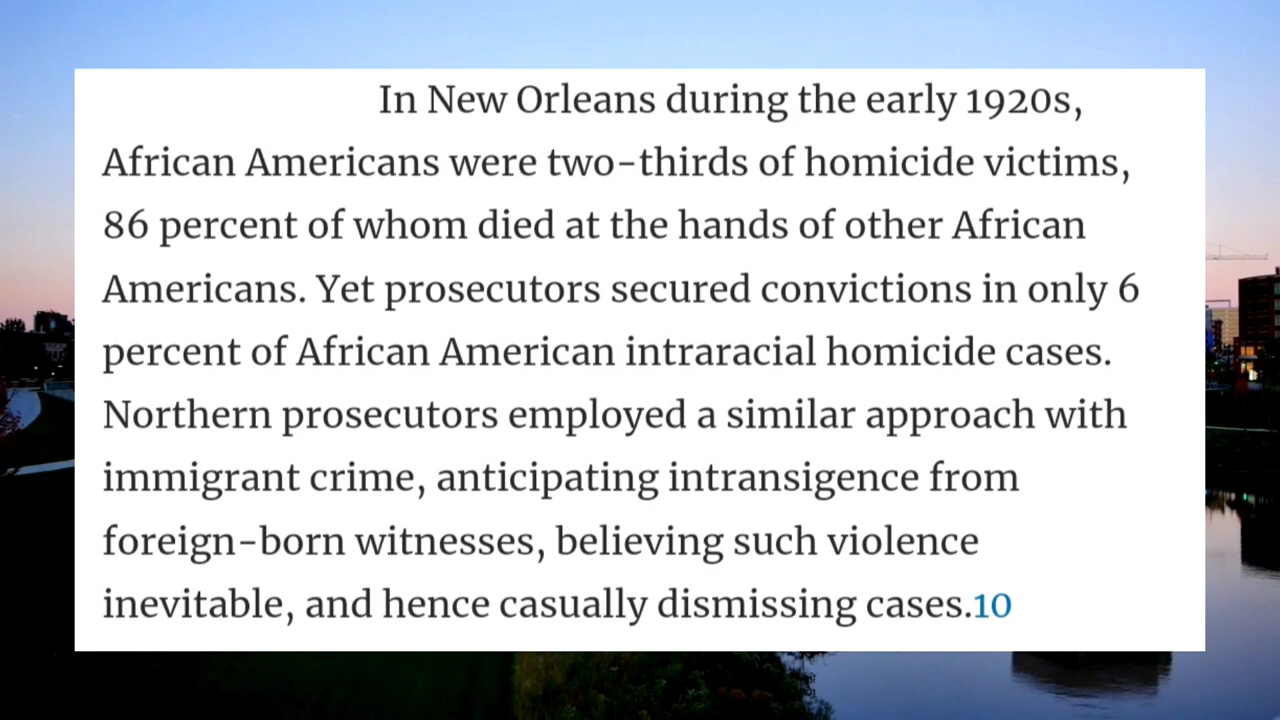 In New Orleans during the early 1920s,
African Americans were two-thirds of homicide victims,
86 percent of whom died at the hands of other African
Americans. Yet prosecutors secured convictions in only 6
percent of African American intraracial homicide cases.
Northern prosecutors employed a similar approach with
immigrant crime, anticipating intransigence from
foreign-born witnesses, believing such violence
inevitable, and hence casually dismissing cases.10